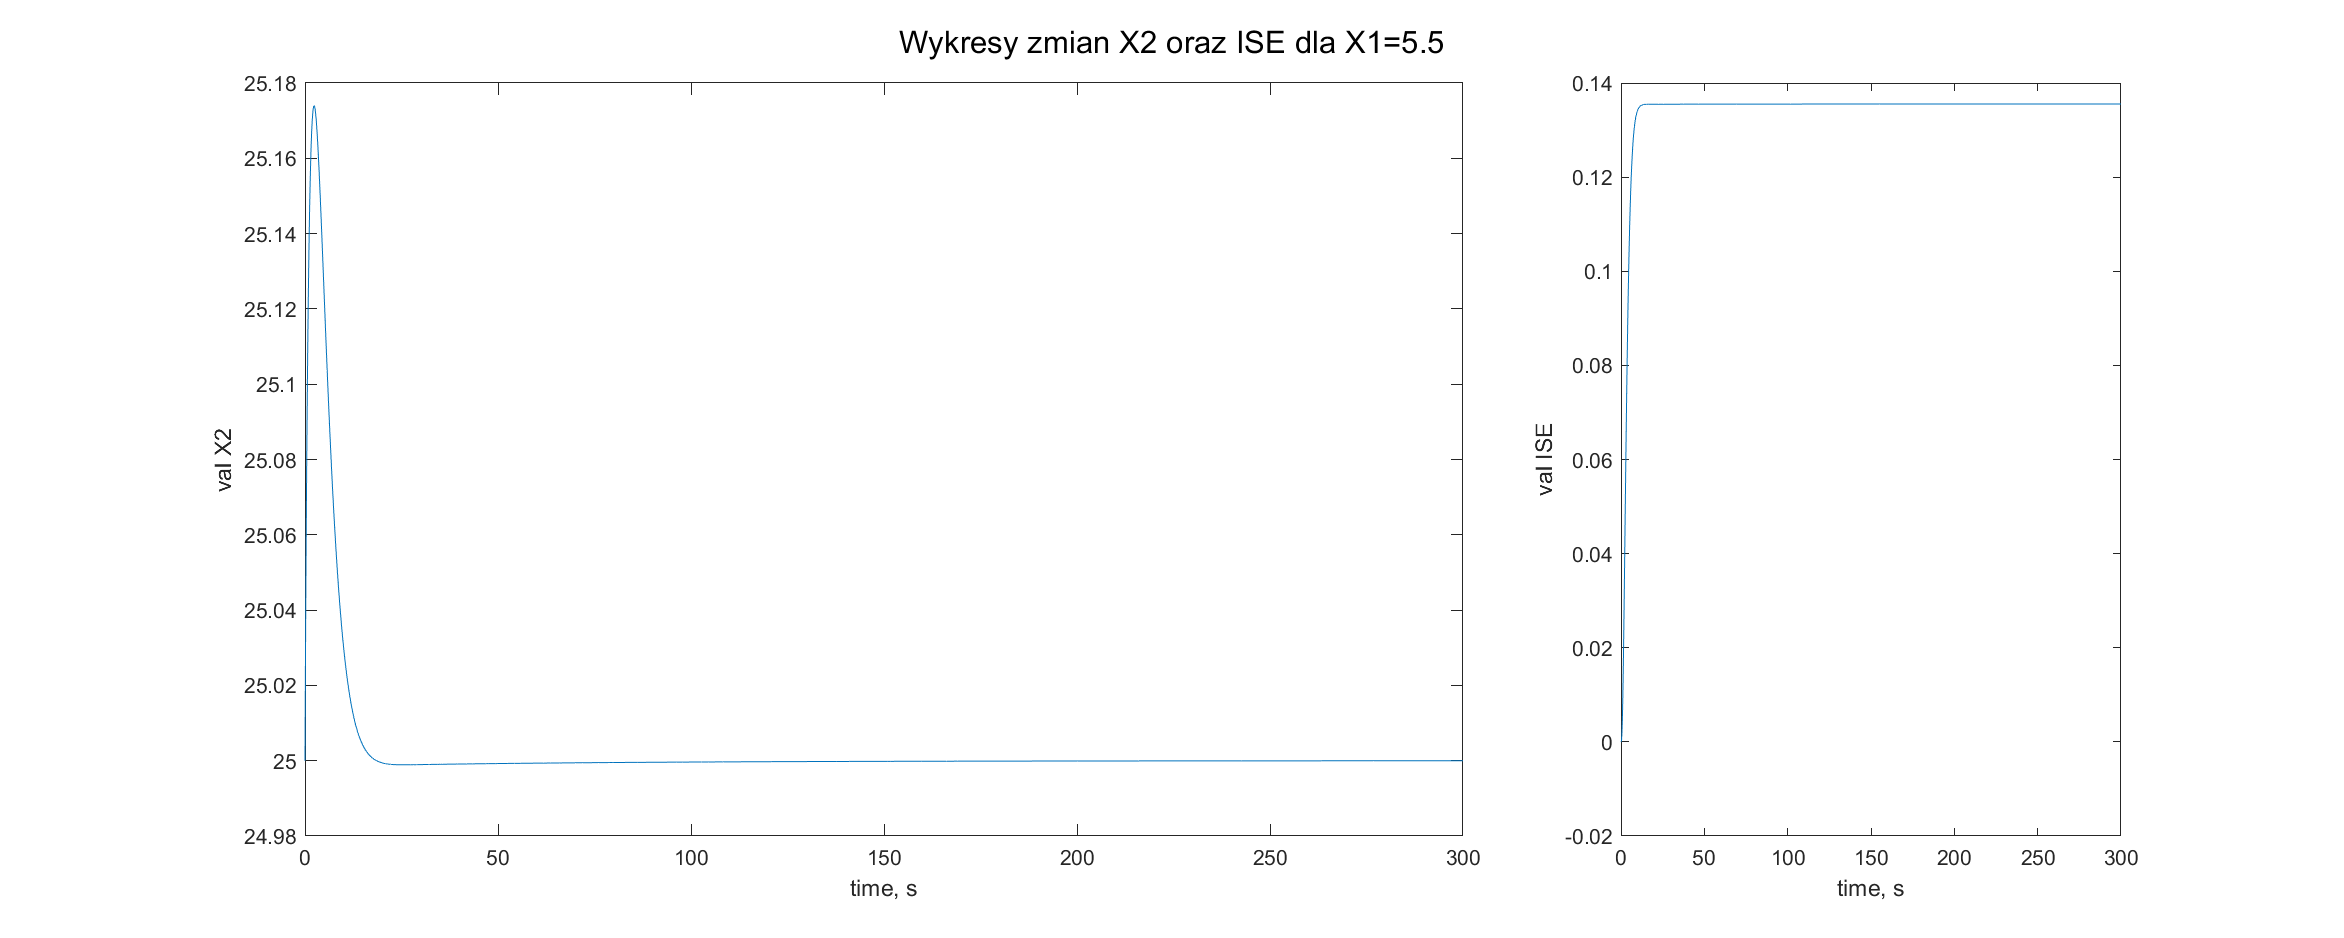 Wykresy zmian X2 oraz ISE dla X1=5.5
val X2
25.18
25.16
25.14
25.12
25.1
25.08
25.06
25.04
25.02
25
24.98
0 50 100 150 200 250 300
time, s
val ISE
0.14
0.12
0.1
0.08
0.06
0.04
0.02
0
-0.02
0 50 100 150 200 250 300
time, s